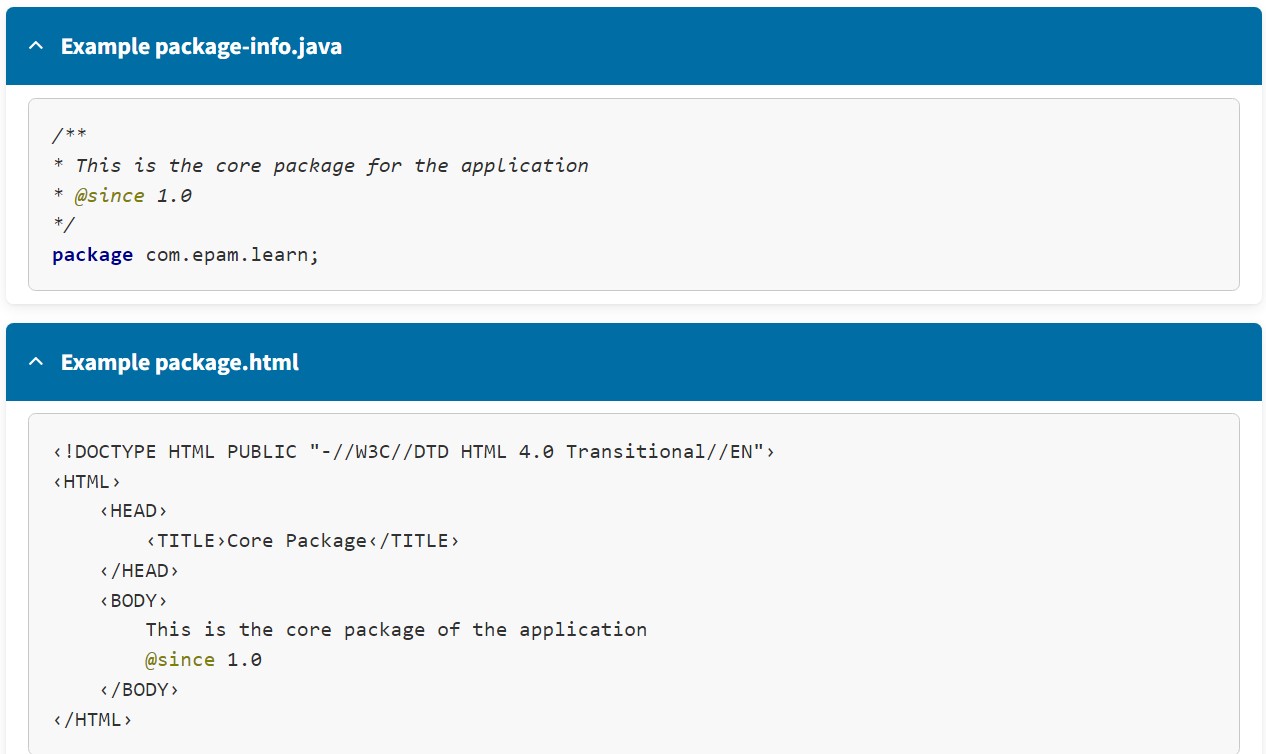 Example package-info.java
/**
* This is the core package for the application
* @since 1.0
*/
package com.epam.learn;
Example package.html
‹!DOCTYPE HTML PUBLIC "-//W3C//DTD HTML 4.0 Transitional//EN"›
‹HTML›
‹HEAD›
‹TITLE›Core Package‹/TITLE›
‹/HEAD›
‹BODY›
This is the core package of the application
@since 1.0
‹/BODY›
‹/HTML›